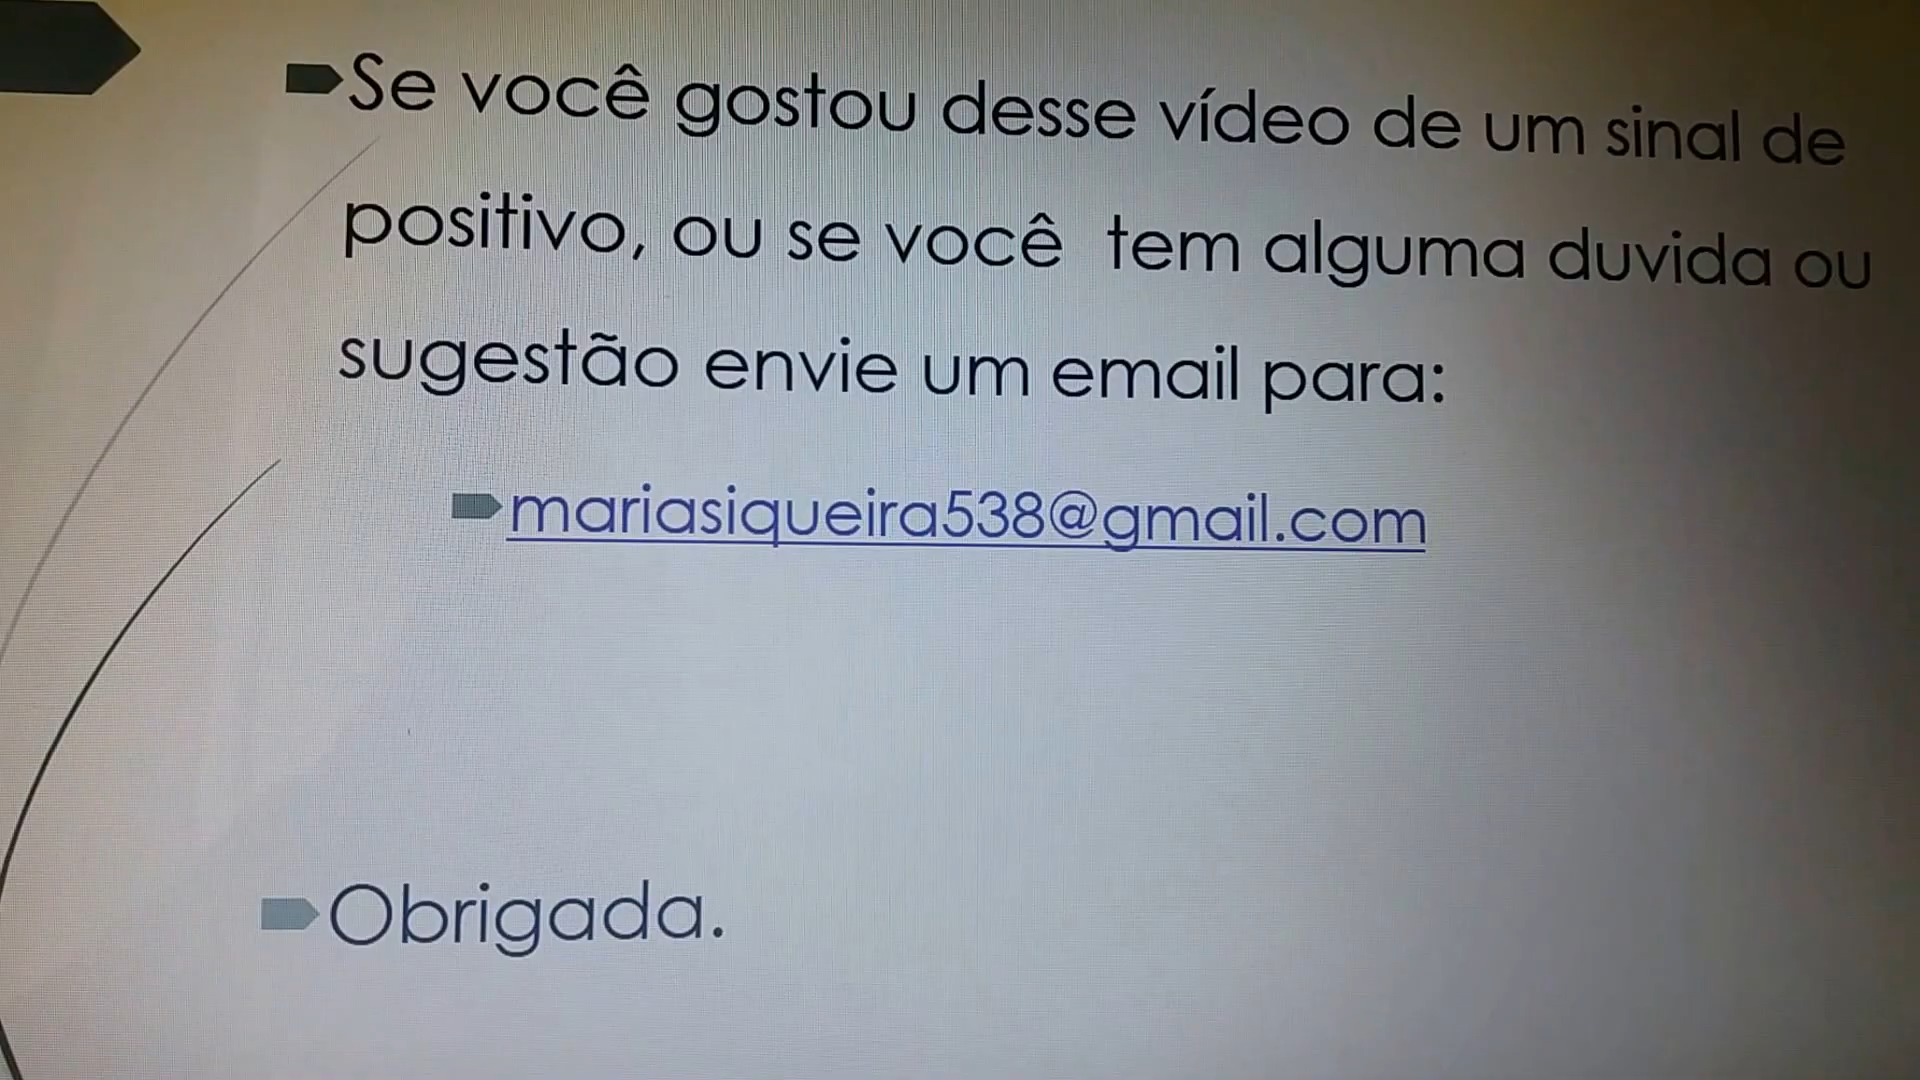 Se você gostou desse vídeo de um sinal de
positivo, ou se você tem alguma duvida ou
sugestão envie um email para:
mariasiqueira538@gmail.com
Obrigada.